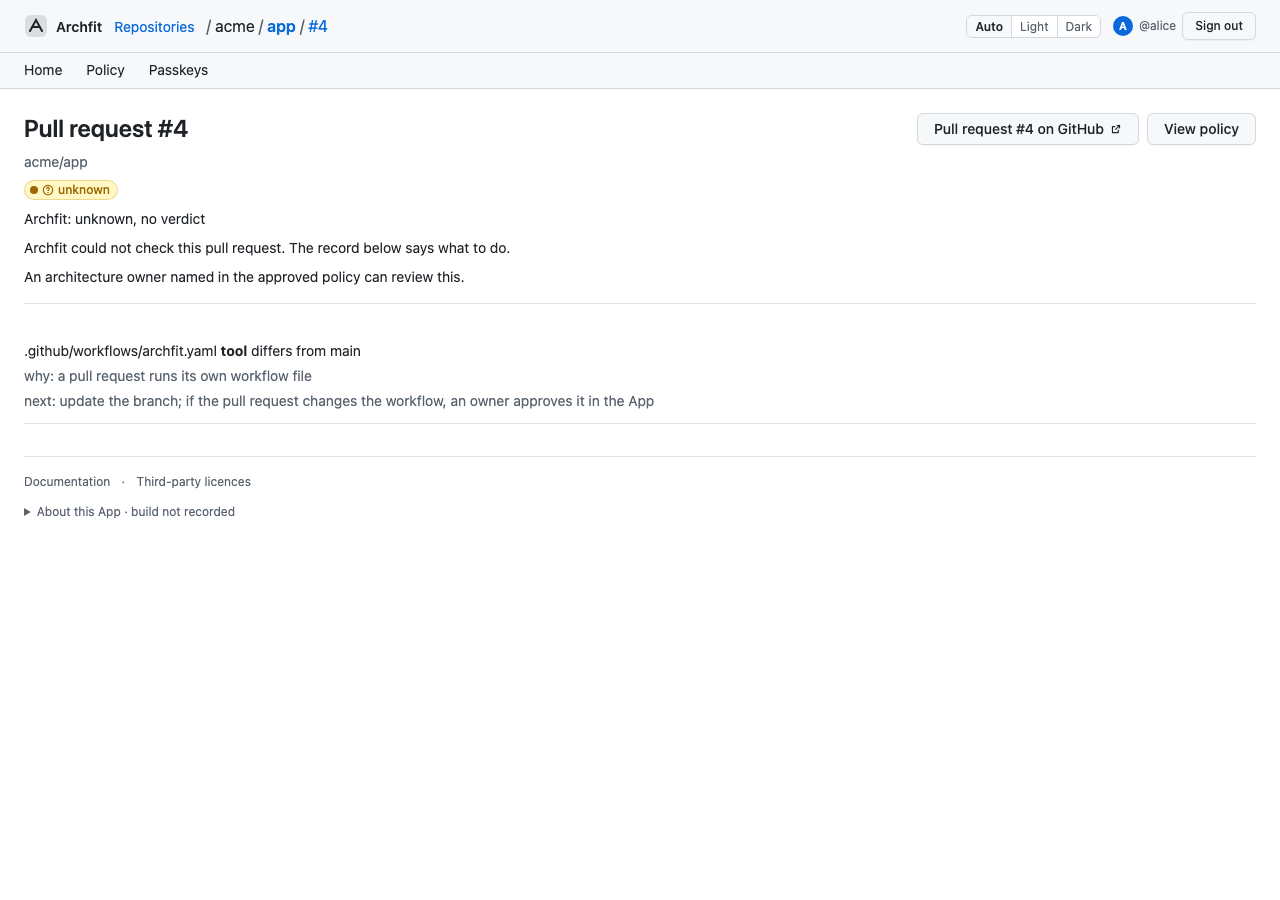 Archfit Repositories / acme / app / #4
Auto Light Dark A @alice Sign out
Home Policy Passkeys
Pull request #4
Pull request #4 on GitHub View policy
acme/app
unknown
Archfit: unknown, no verdict
Archfit could not check this pull request. The record below says what to do.
An architecture owner named in the approved policy can review this.
.github/workflows/archfit.yaml tool differs from main
why: a pull request runs its own workflow file
next: update the branch; if the pull request changes the workflow, an owner approves it in the App
Documentation · Third-party licences
About this App · build not recorded